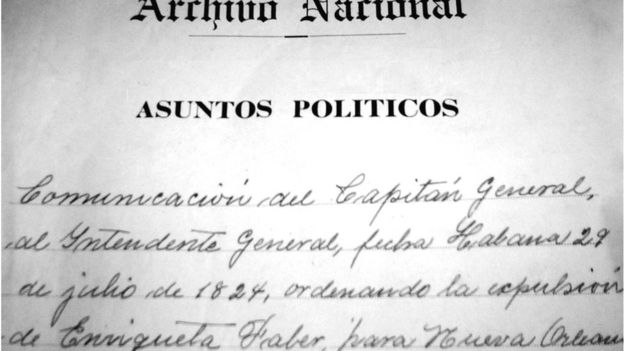 Archivo Nacional
ASUNTOS POLITICOS
Comunicación del Capitán General,
al Intendente General, fecha Habana 29
de julio de 1824, ordenando la expulsión
de Enriqueta Faber, para Nueva Orlean